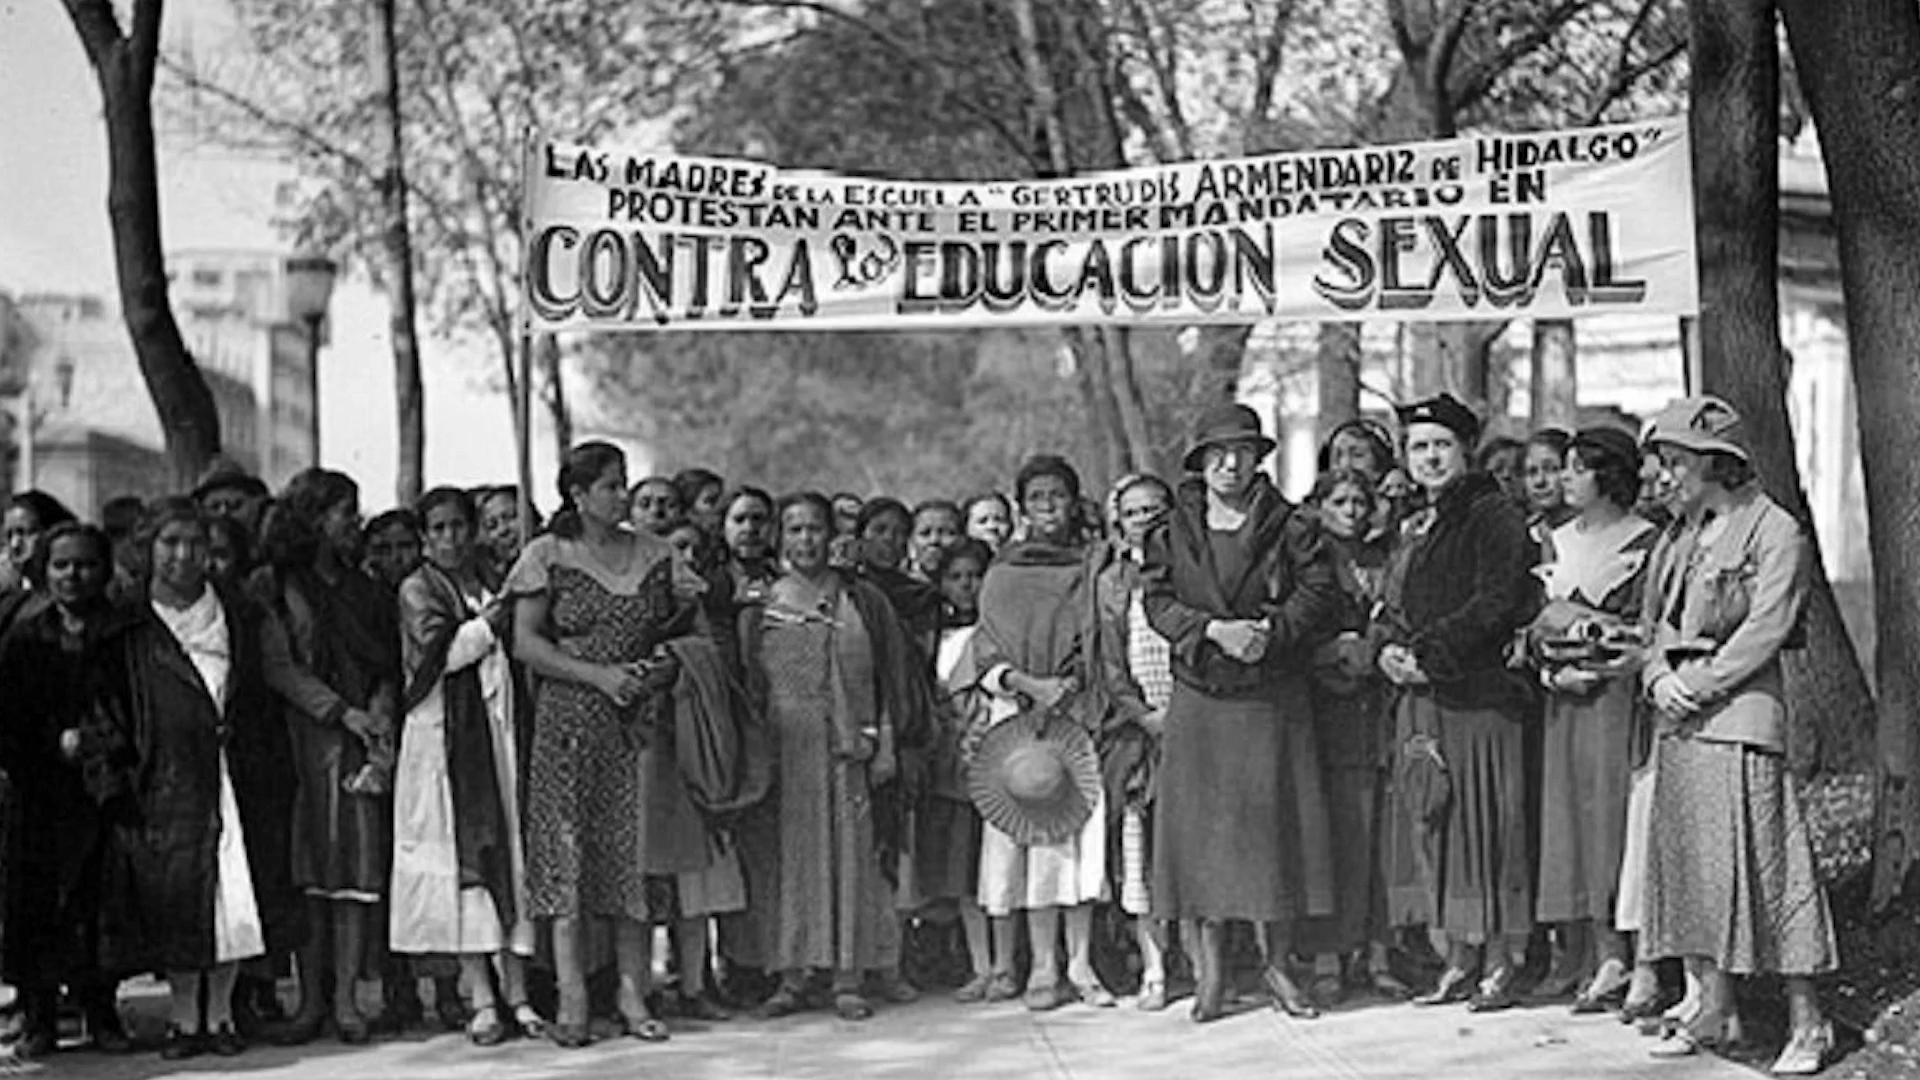 LAS MADRES DE LA ESCUELA "GERTRUDIS ARMENDARIZ DE HIDALGO"
PROTESTAN ANTE EL PRIMER MANDATARIO EN
CONTRA La EDUCACION SEXUAL